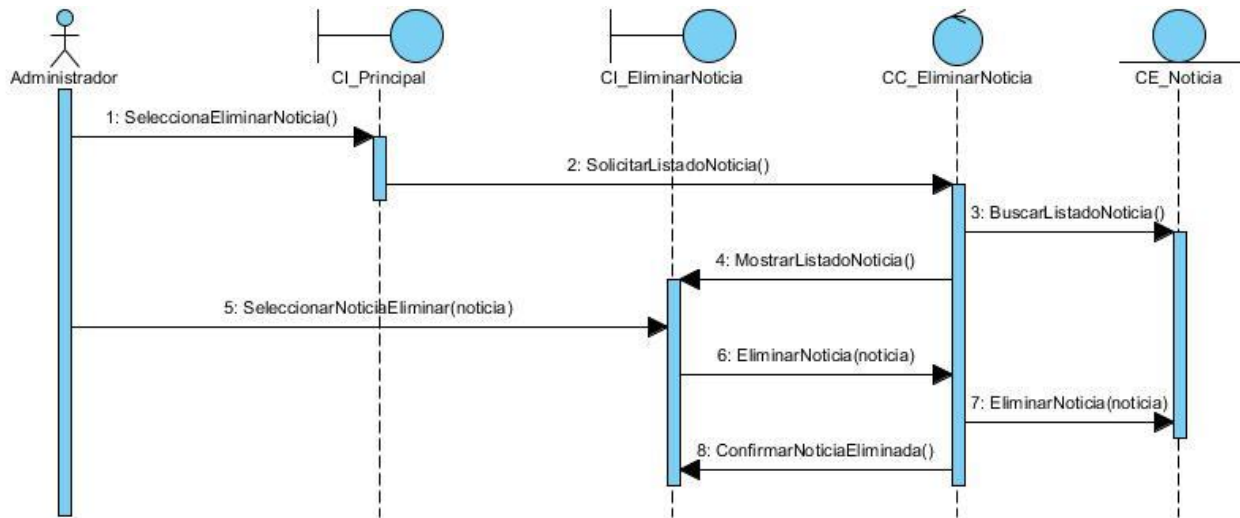 Administrador
CI_Principal
CI_EliminarNoticia
CC_EliminarNoticia
CE_Noticia
1: SeleccionaEliminarNoticia()
2: SolicitarListadoNoticia()
3: BuscarListadoNoticia()
4: MostrarListadoNoticia()
5: SeleccionarNoticiaEliminar(noticia)
6: EliminarNoticia(noticia)
7: EliminarNoticia(noticia)
8: ConfirmarNoticiaEliminada()